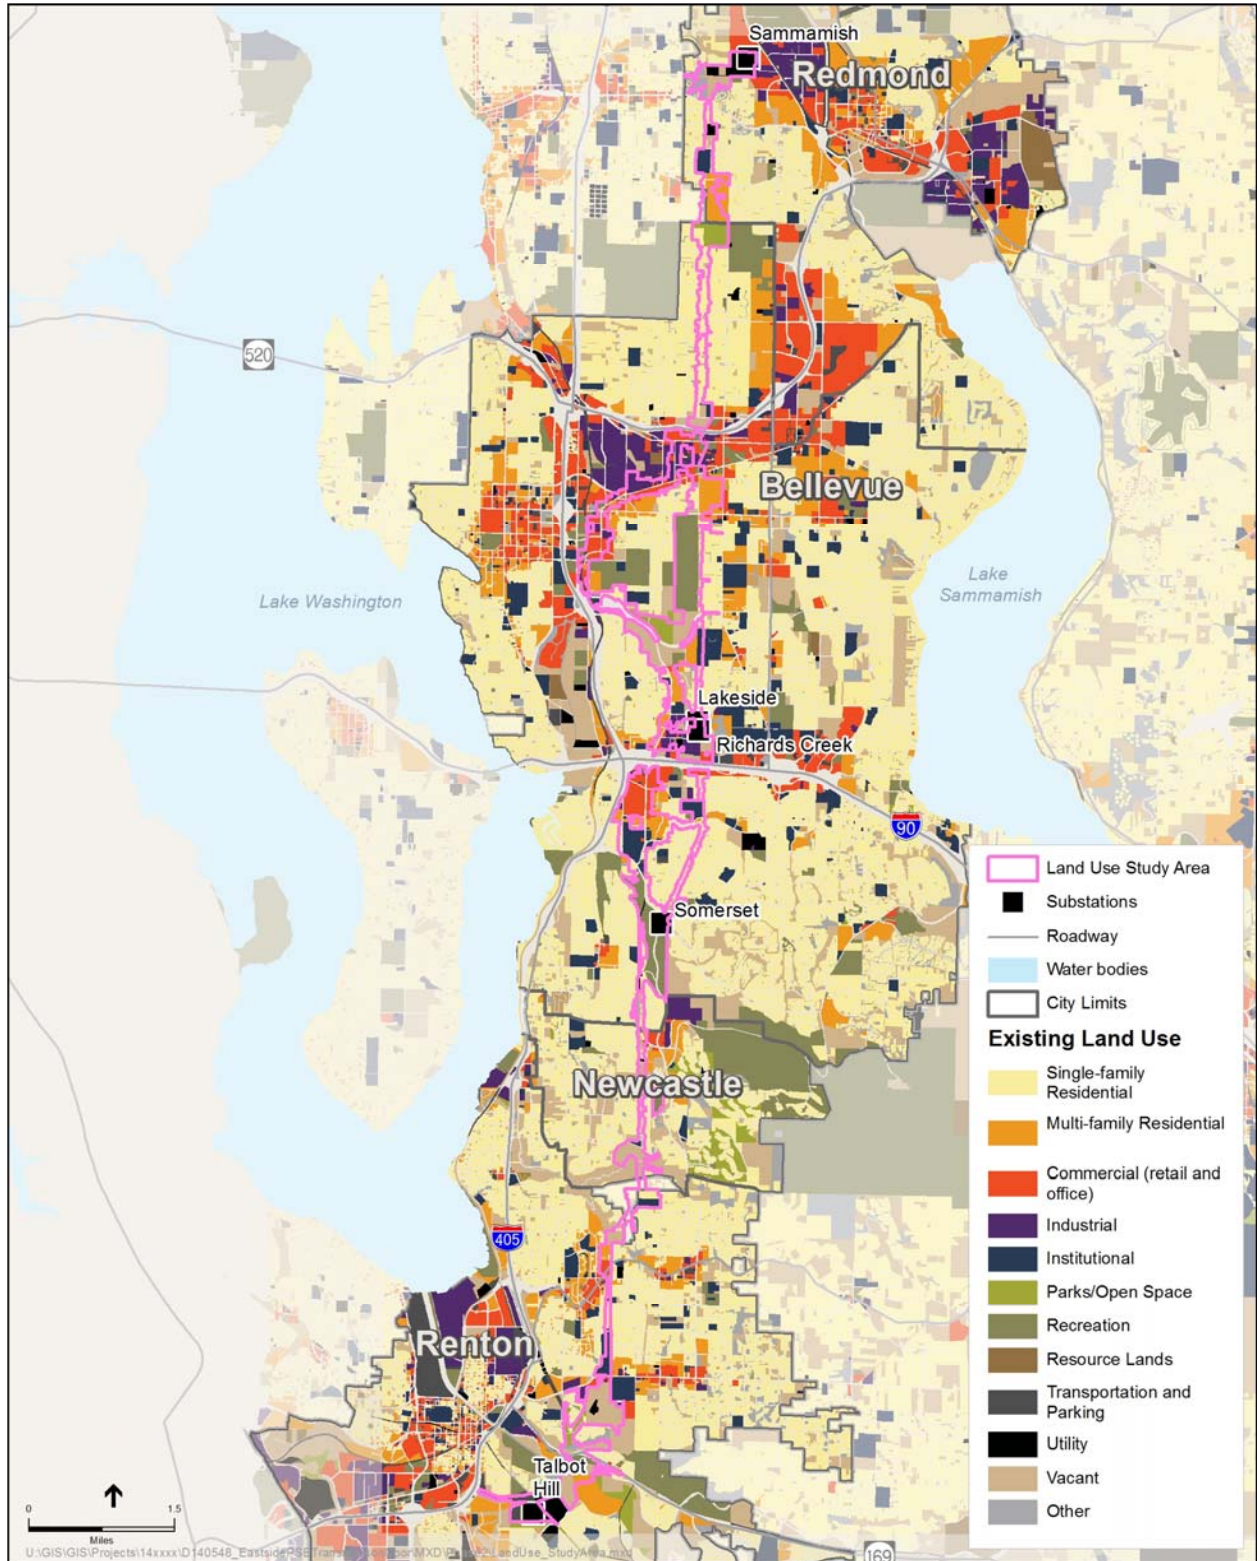 Sammamish
Redmond
520
Bellevue
Lake Washington
Lake
Sammamish
Lakeside
Richards Creek
90
Somerset
Newcastle
405
Renton
Talbot
Hill
169
Land Use Study Area
Substations
Roadway
Water bodies
City Limits
Existing Land Use
Single-family
Residential
Multi-family Residential
Commercial (retail and
office)
Industrial
Institutional
Parks/Open Space
Recreation
Resource Lands
Transportation and
Parking
Utility
Vacant
Other
0 1.5
Miles